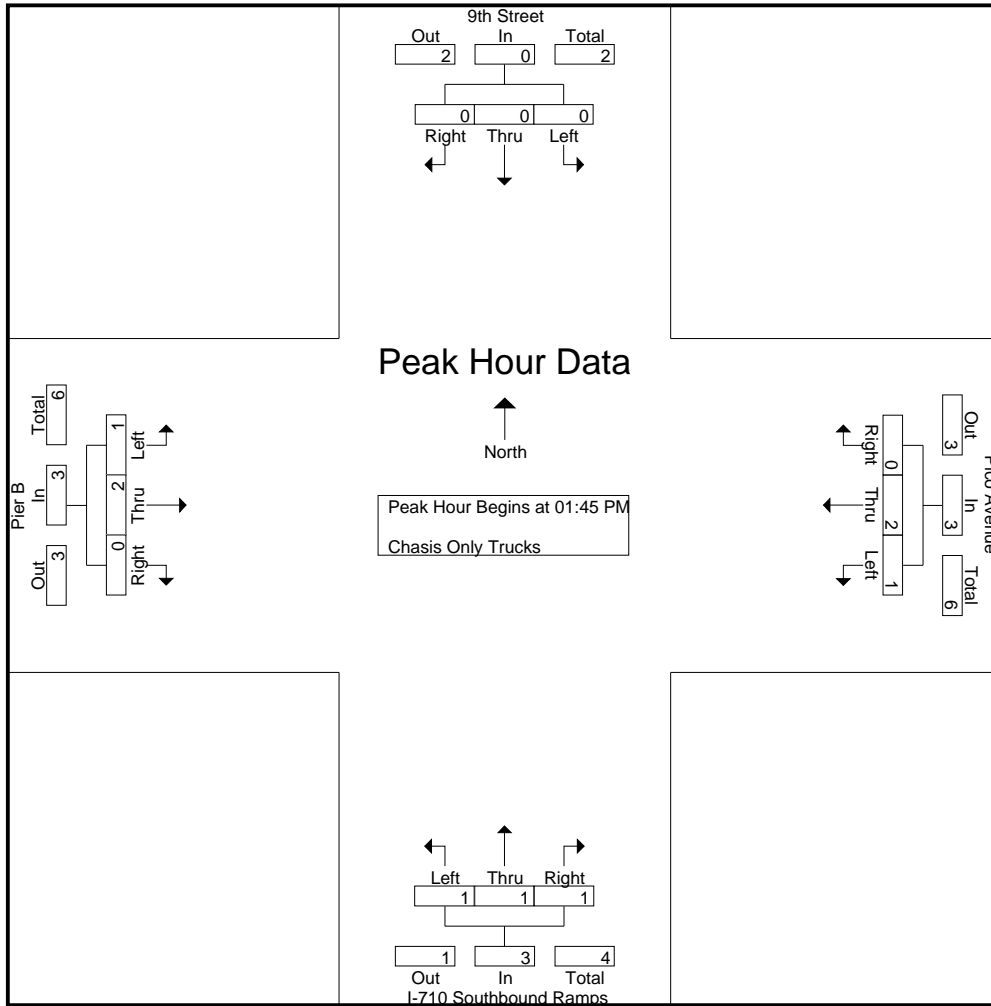 9th Street
Out In Total
2 0 2
0 0 0
Right Thru Left
Peak Hour Data
North
Peak Hour Begins at 01:45 PM
Chasis Only Trucks
Pier B
Total In Out
6 3 3
1 2 0
Left Thru Right
Right Thru Left
0 2 1
3 3 6
Out In Total
Avenue
Left Thru Right
1 1 1
1 3 4
Out In Total
I-710 Southbound Ramps